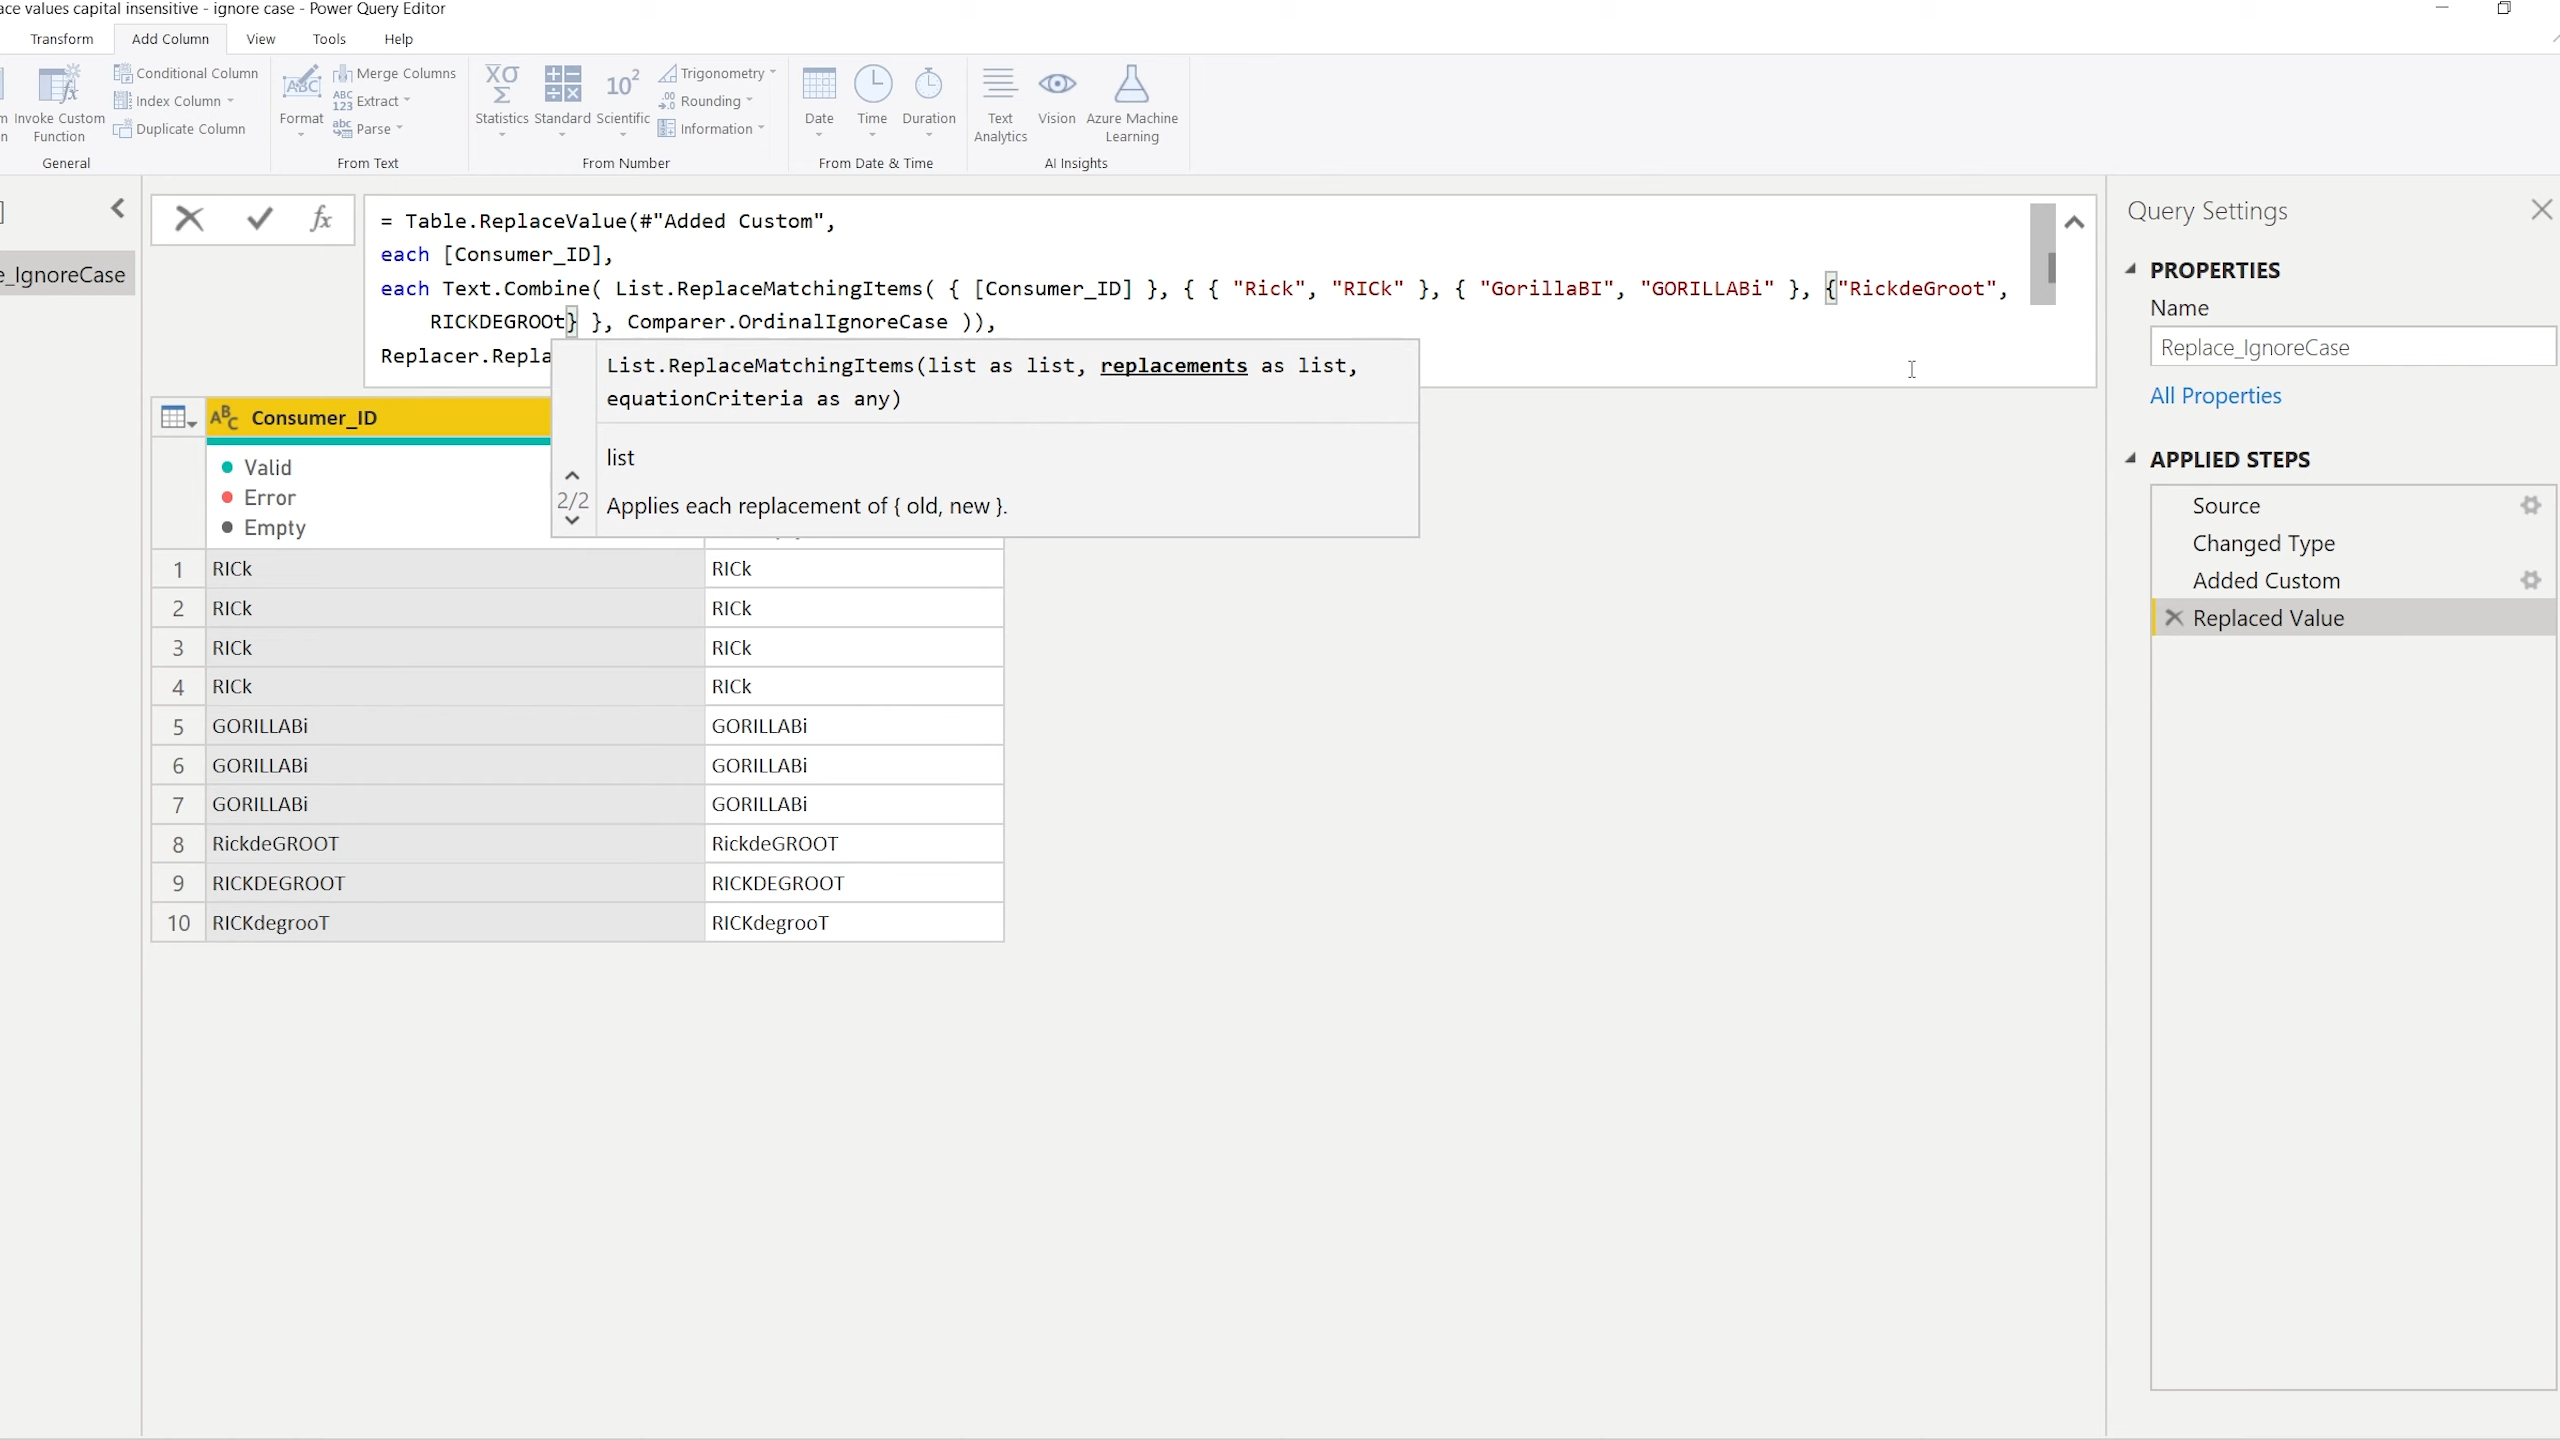 ace values capital insensitive - ignore case - Power Query Editor
Transform Add Column View Tools Help
Invoke Custom Function
Conditional Column
Index Column
Duplicate Column
General
Format
Merge Columns
Extract
Parse
From Text
Statistics Standard Scientific
Trigonometry
Rounding
Information
From Number
Date Time Duration
From Date & Time
Text Analytics
Vision
Azure Machine Learning
AI Insights
e_IgnoreCase
= Table.ReplaceValue(#"Added Custom",
each [Consumer_ID],
each Text.Combine( List.ReplaceMatchingItems( { [Consumer_ID] }, { { "Rick", "RICk" }, { "GorillaBI", "GORILLABi" }, {"RickdeGroot",
RICKDEGROOt} }, Comparer.OrdinalIgnoreCase )),
Replacer.Repla
List.ReplaceMatchingItems(list as list, replacements as list,
equationCriteria as any)
list
2/2
Applies each replacement of { old, new }.
Consumer_ID
Valid
Error
Empty
1 RICk RICk
2 RICk RICk
3 RICk RICk
4 RICk RICk
5 GORILLABi GORILLABi
6 GORILLABi GORILLABi
7 GORILLABi GORILLABi
8 RickdeGROOT RickdeGROOT
9 RICKDEGROOT RICKDEGROOT
10 RICKdegrooT RICKdegrooT
Query Settings
PROPERTIES
Name
Replace_IgnoreCase
All Properties
APPLIED STEPS
Source
Changed Type
Added Custom
Replaced Value